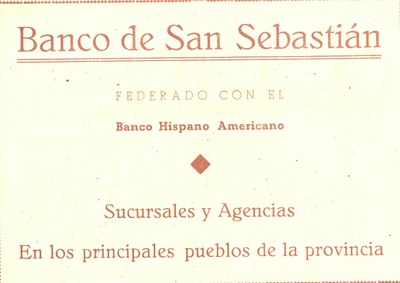 Banco de San Sebastián
FEDERADO CON EL
Banco Hispano Americano
Sucursales y Agencias
En los principales pueblos de la provincia